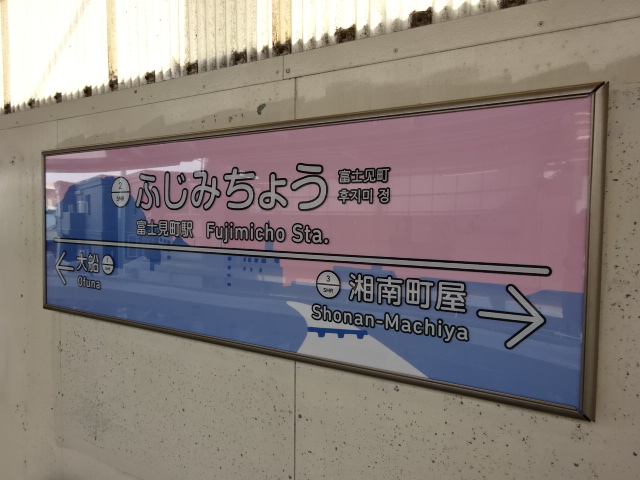 2
SMR
ふじみちょう
富士见町
후지미 정
富士見町駅 Fujimicho Sta.
大船
Ofuna
3
SMR
湘南町屋
Shonan-Machiya